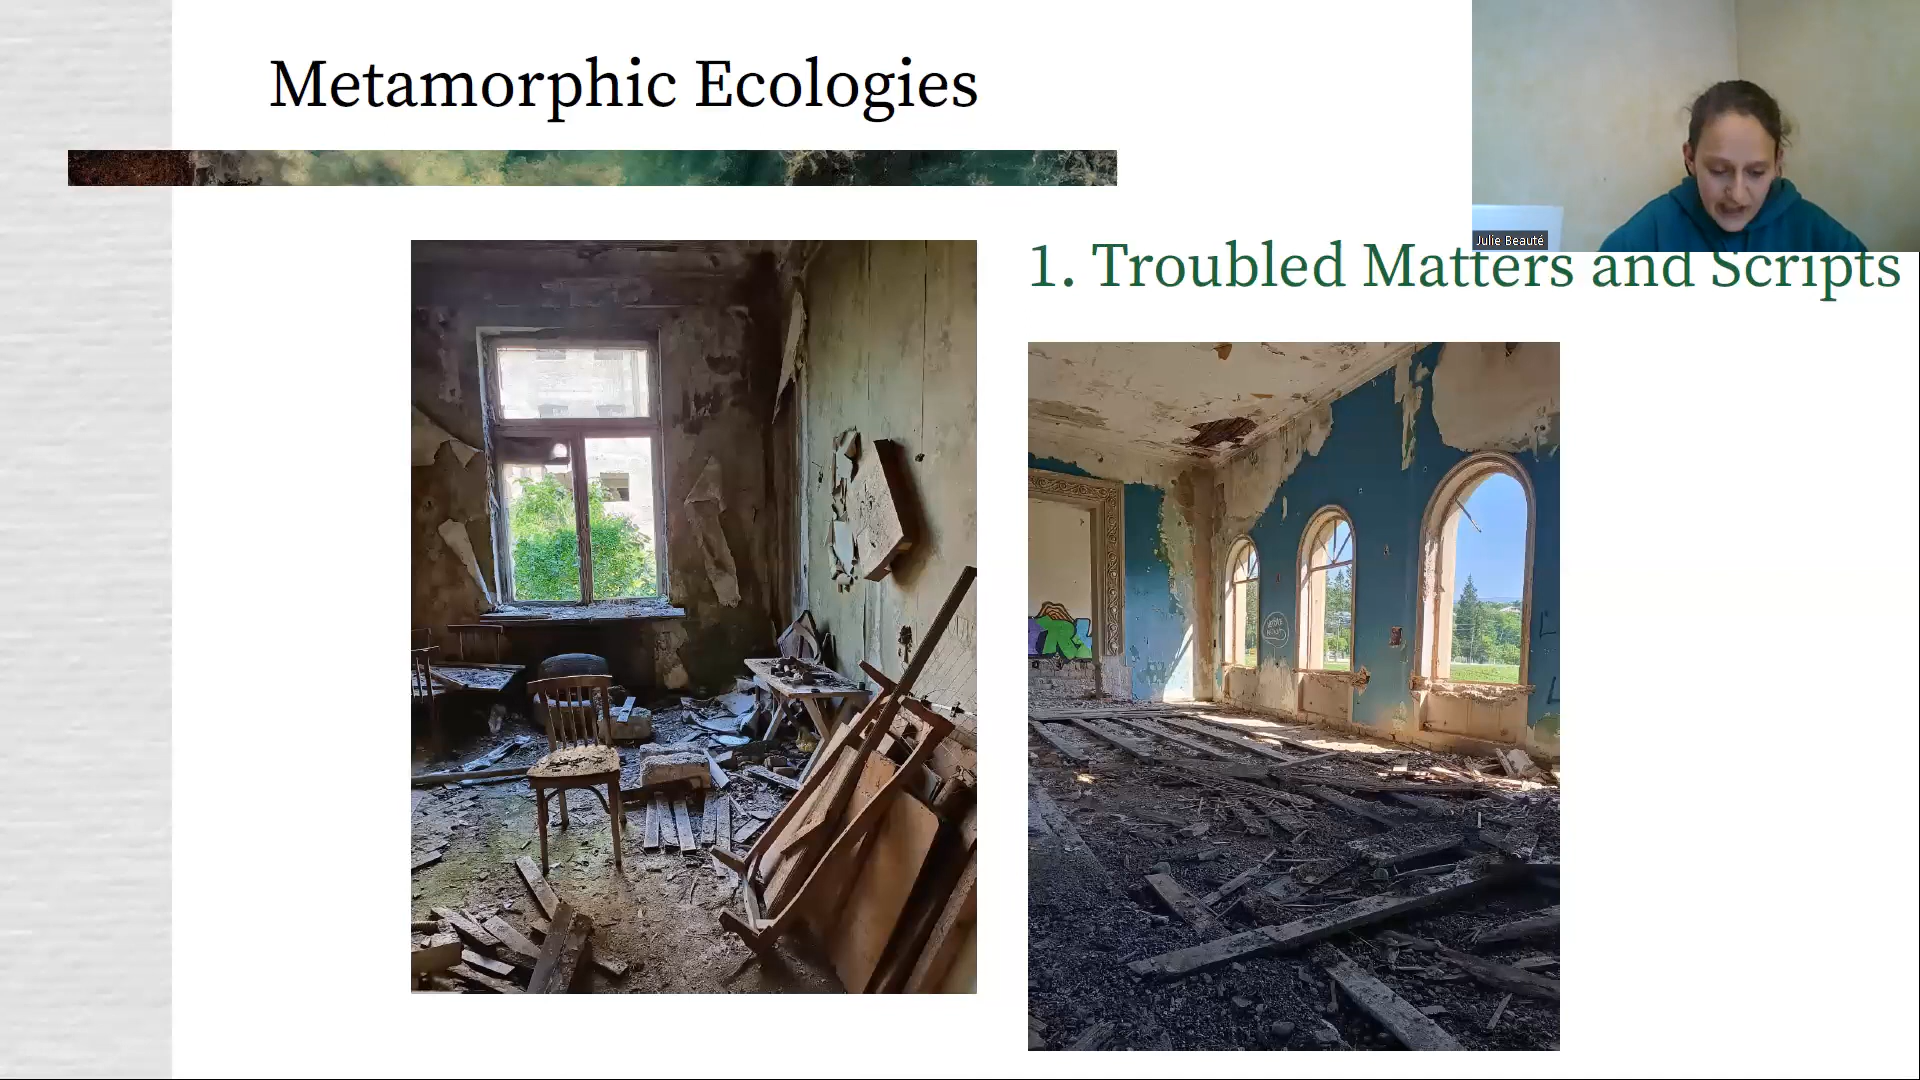 Metamorphic Ecologies
Julie Beauté
1. Troubled Matters and Scripts